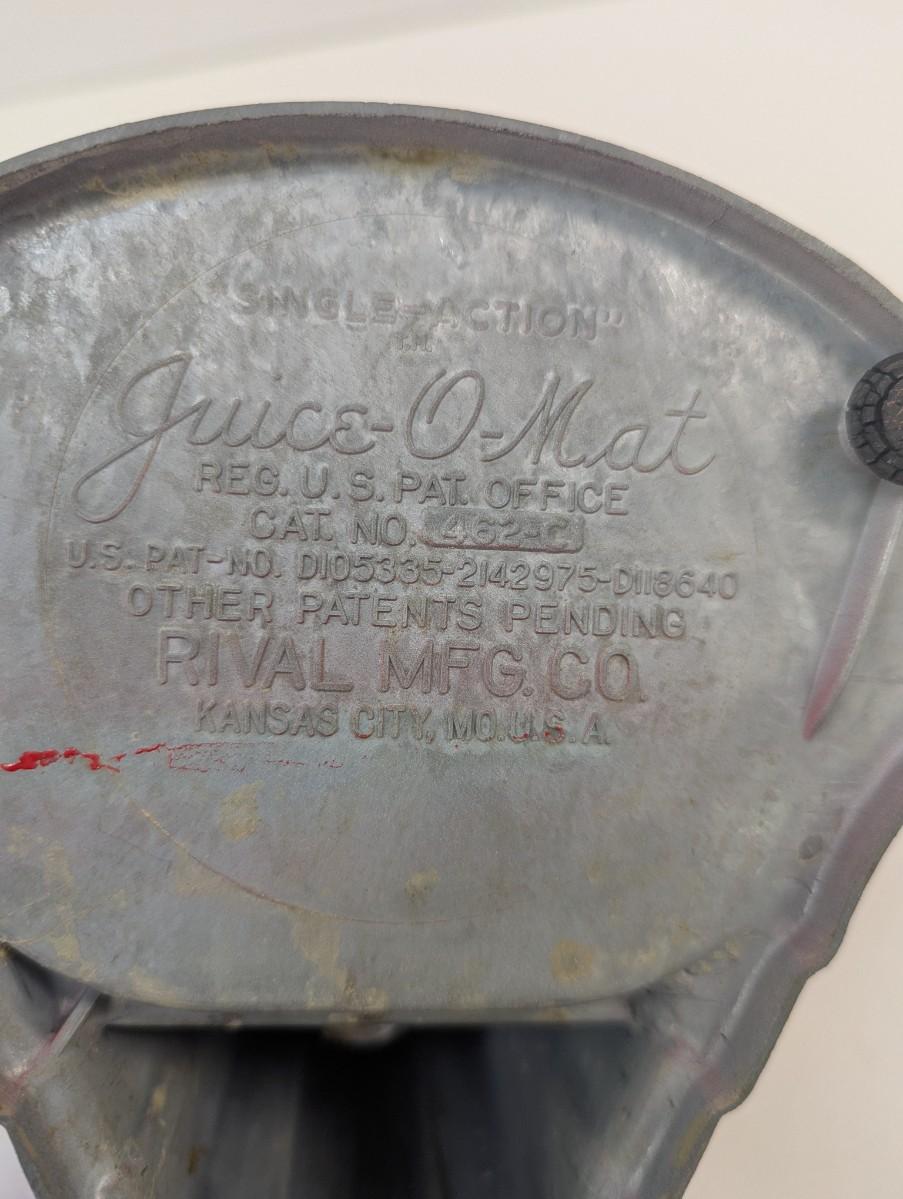 "SINGLE-ACTION"
T.M.
Juice-O-Mat
REG. U.S. PAT. OFFICE
CAT. NO. 462-C
U.S. PAT-NO. D105335-2142975-D118640
OTHER PATENTS PENDING
RIVAL MFG. CO.
KANSAS CITY, MO. U.S.A.